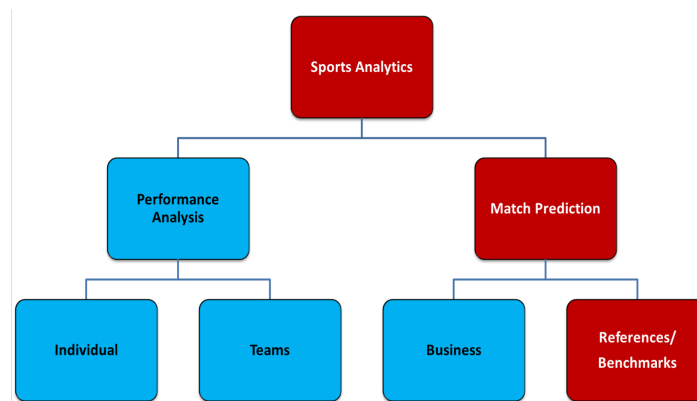 Sports Analytics
Performance
Analysis
Match Prediction
Individual
Teams
Business
References/
Benchmarks